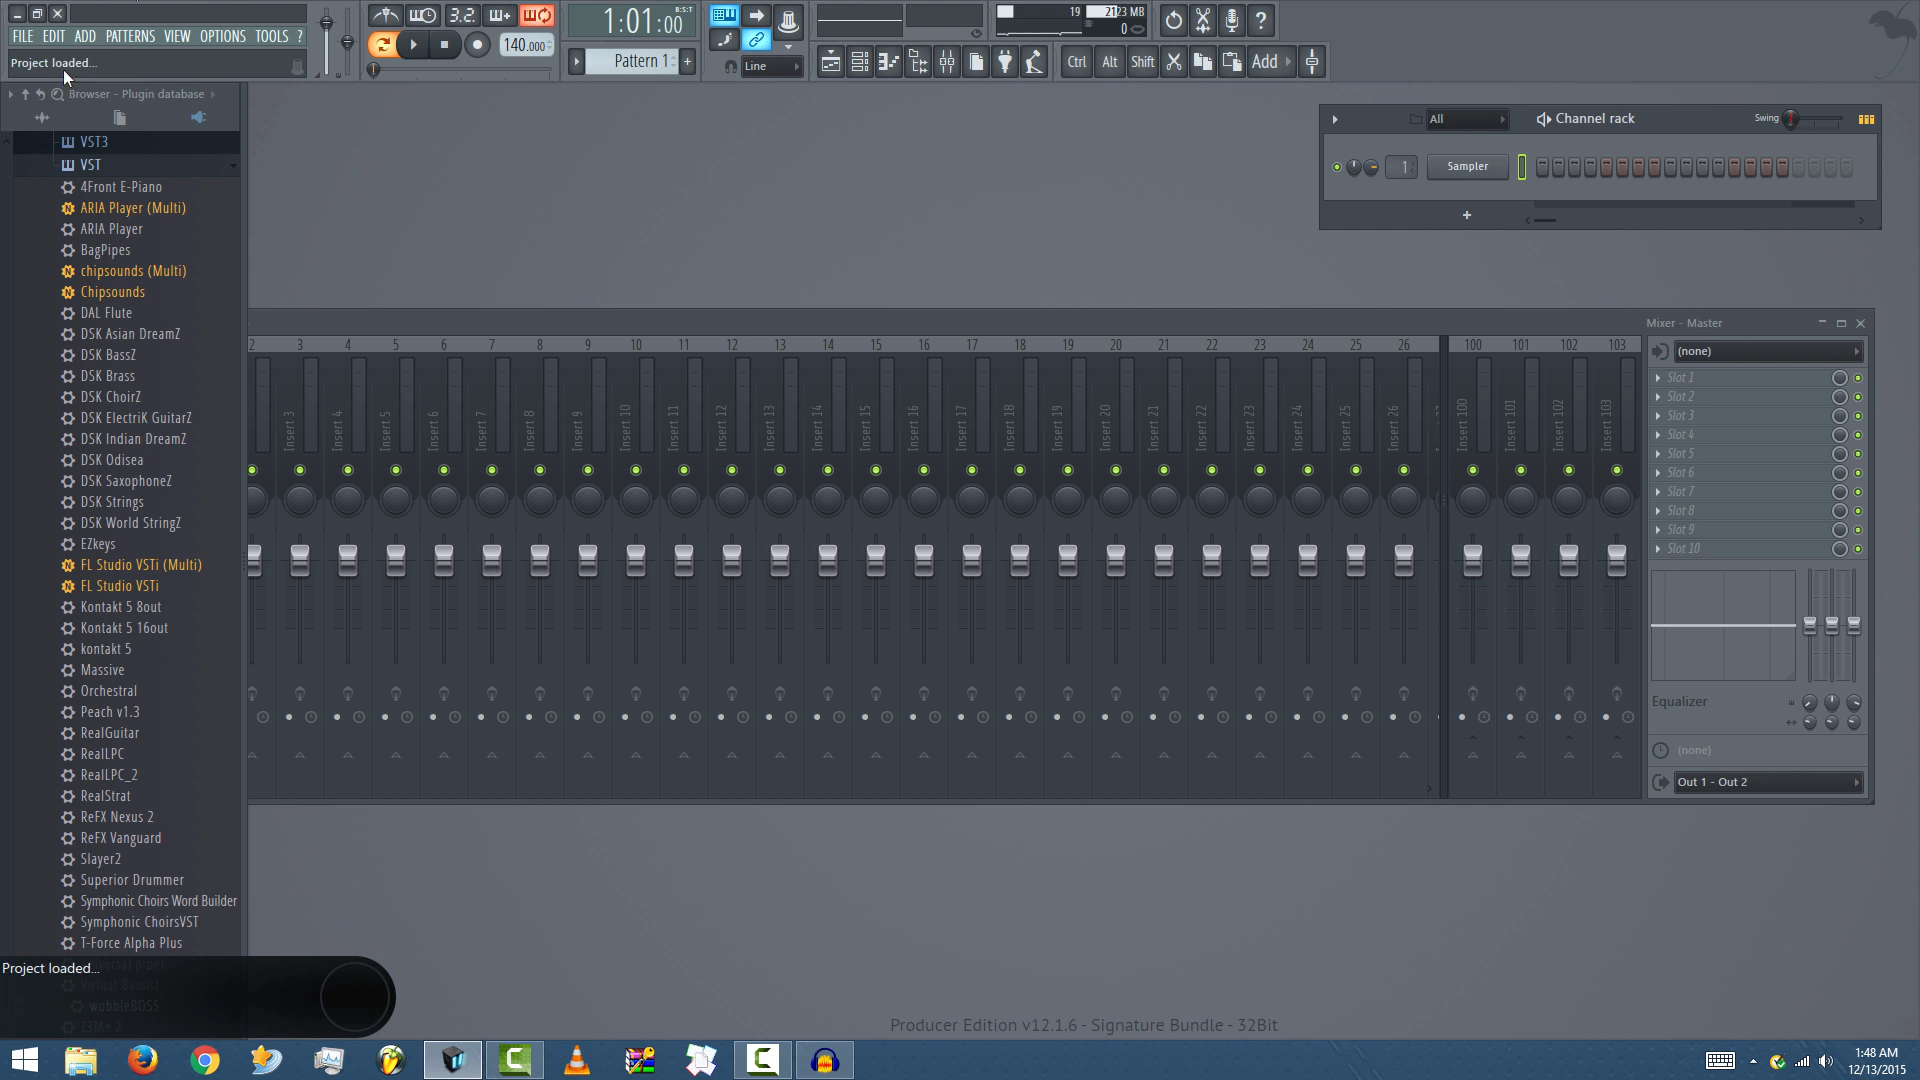 FILE EDIT ADD PATTERNS VIEW OPTIONS TOOLS ?
Project loaded...
3.2.
140.000
1:01:00
B:S:T
Pattern 1
+
Line
19
2123 MB
0
?
Ctrl
Alt
Shift
Add
Browser - Plugin database
VST3
VST
4Front E-Piano
ARIA Player (Multi)
ARIA Player
BagPipes
chipsounds (Multi)
Chipsounds
DAL Flute
DSK Asian DreamZ
DSK BassZ
DSK Brass
DSK ChoirZ
DSK ElectriK GuitarZ
DSK Indian DreamZ
DSK Odisea
DSK SaxophoneZ
DSK Strings
DSK World StringZ
EZkeys
FL Studio VSTi (Multi)
FL Studio VSTi
Kontakt 5 8out
Kontakt 5 16out
kontakt 5
Massive
Orchestral
Peach v1.3
RealGuitar
RealLPC
RealLPC_2
RealStrat
ReFX Nexus 2
ReFX Vanguard
Slayer2
Superior Drummer
Symphonic Choirs Word Builder
Symphonic ChoirsVST
T-Force Alpha Plus
Virtual Bassist
wobbleBOSS
Project loaded...
All
Channel rack
Swing
1
Sampler
+
Mixer - Master
2 3 4 5 6 7 8 9 10 11 12 13 14 15 16 17 18 19 20 21 22 23 24 25 26 100 101 102 103
Insert 3
Insert 4
Insert 5
Insert 6
Insert 7
Insert 8
Insert 9
Insert 10
Insert 11
Insert 12
Insert 13
Insert 14
Insert 15
Insert 16
Insert 17
Insert 18
Insert 19
Insert 20
Insert 21
Insert 22
Insert 23
Insert 24
Insert 25
Insert 26
Insert 100
Insert 101
Insert 102
Insert 103
(none)
Slot 1
Slot 2
Slot 3
Slot 4
Slot 5
Slot 6
Slot 7
Slot 8
Slot 9
Slot 10
Equalizer
(none)
Out 1 - Out 2
Producer Edition v12.1.6 - Signature Bundle - 32Bit
1:48 AM
12/13/2015